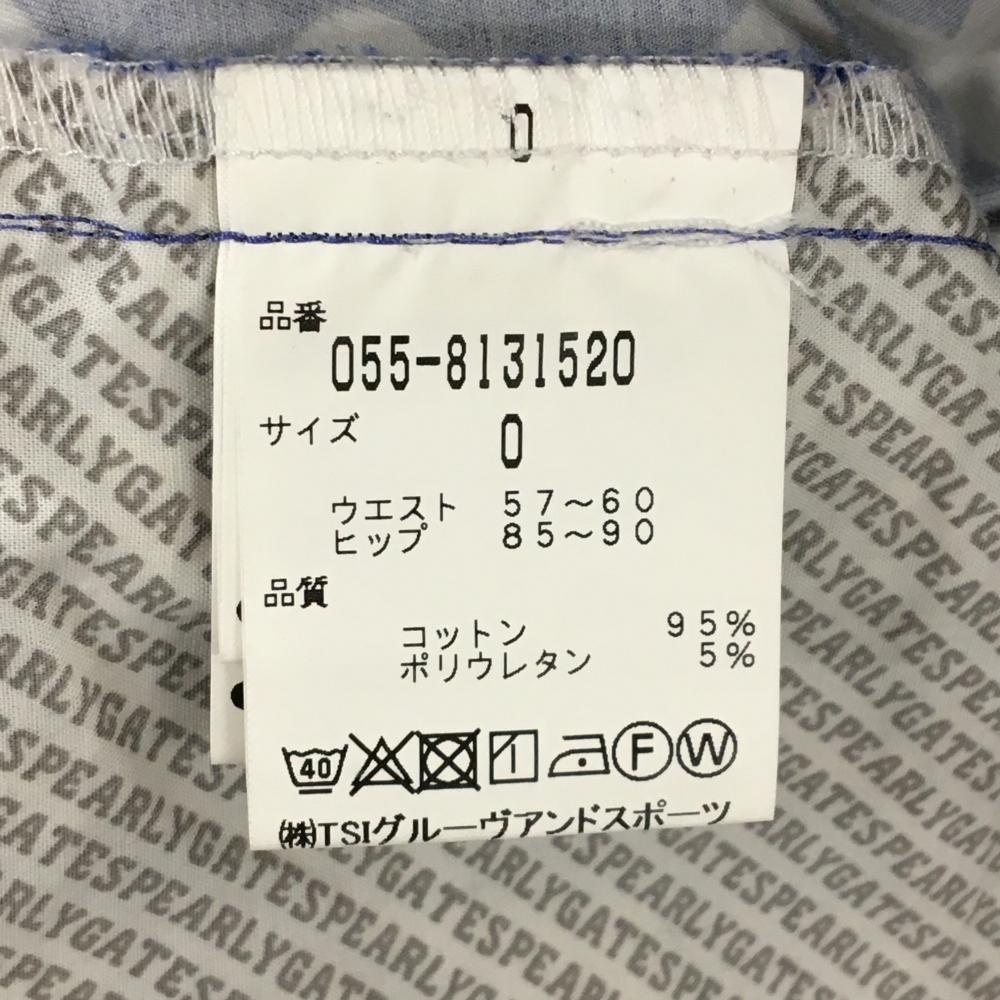 0
品番
055-8131520
サイズ 0
ウエスト 57～60
ヒップ 85～90
品質
コットン 95%
ポリウレタン 5%
40 F W
㈱TSIグルーヴアンドスポーツ
PEARLYGATESPEARLYGATES